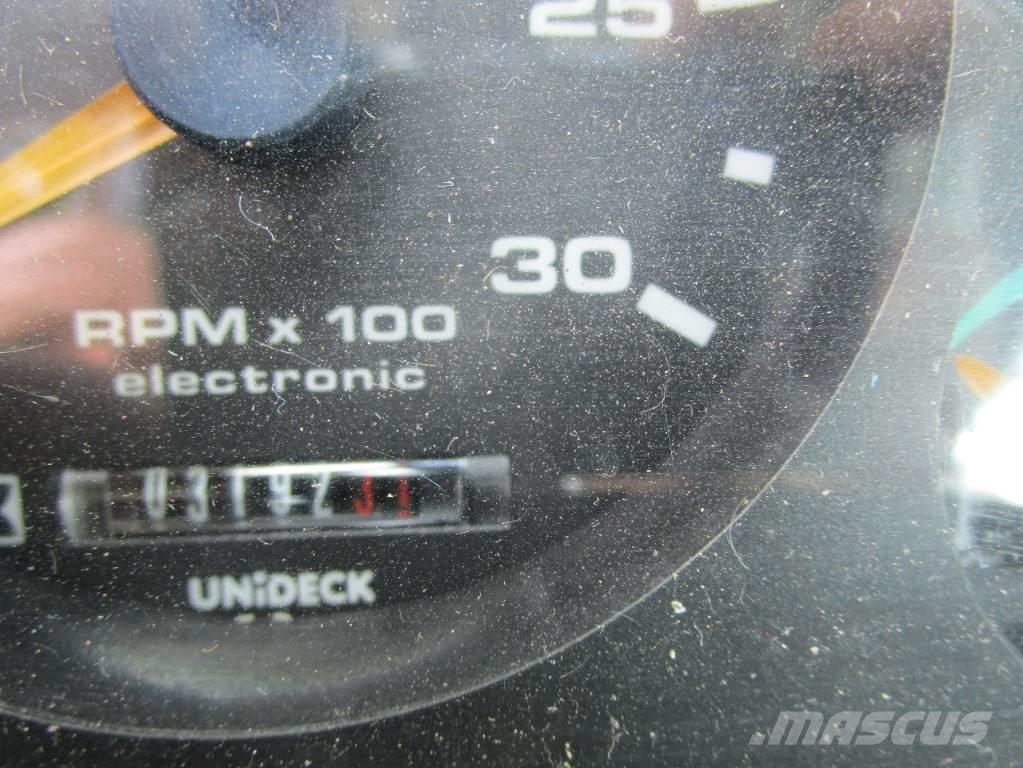 25
30
RPM x 100
electronic
UNiDECK
MASCUS